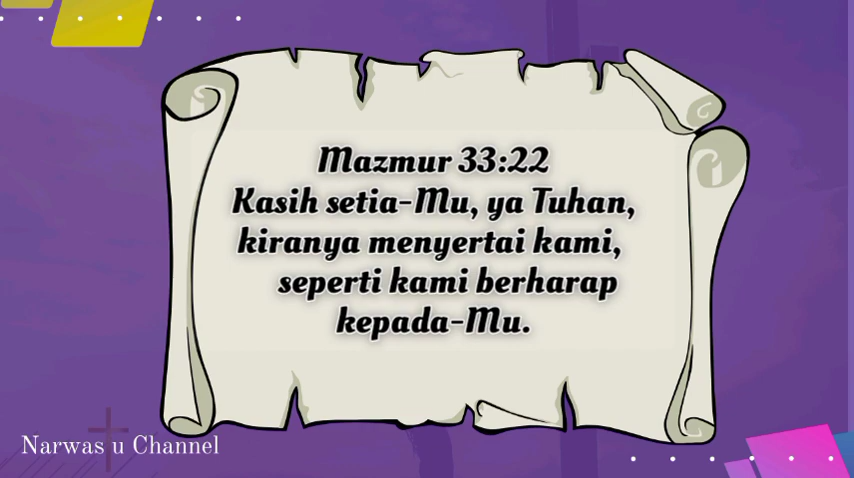 Mazmur 33:22
Kasih setia-Mu, ya Tuhan,
kiranya menyertai kami,
seperti kami berharap
kepada-Mu.
Narwas u Channel